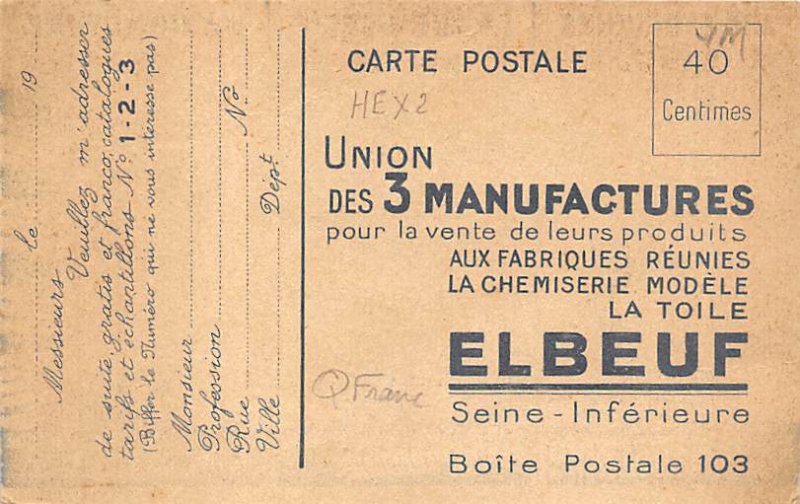 le 19
Messieurs
Veuillez m'adresser
de suite, gratis et franco, catalogues
tarifs et échantillons Nº 1-2-3
(Biffer le Numéro qui ne vous intéresse pas)
Monsieur
Profession
Rue Nº
Ville Dépt
CARTE POSTALE
40
Centimes
HEX2
UNION
DES 3 MANUFACTURES
pour la vente de leurs produits
AUX FABRIQUES RÉUNIES
LA CHEMISERIE MODÈLE
LA TOILE
ELBEUF
Seine-Inférieure
Boîte Postale 103